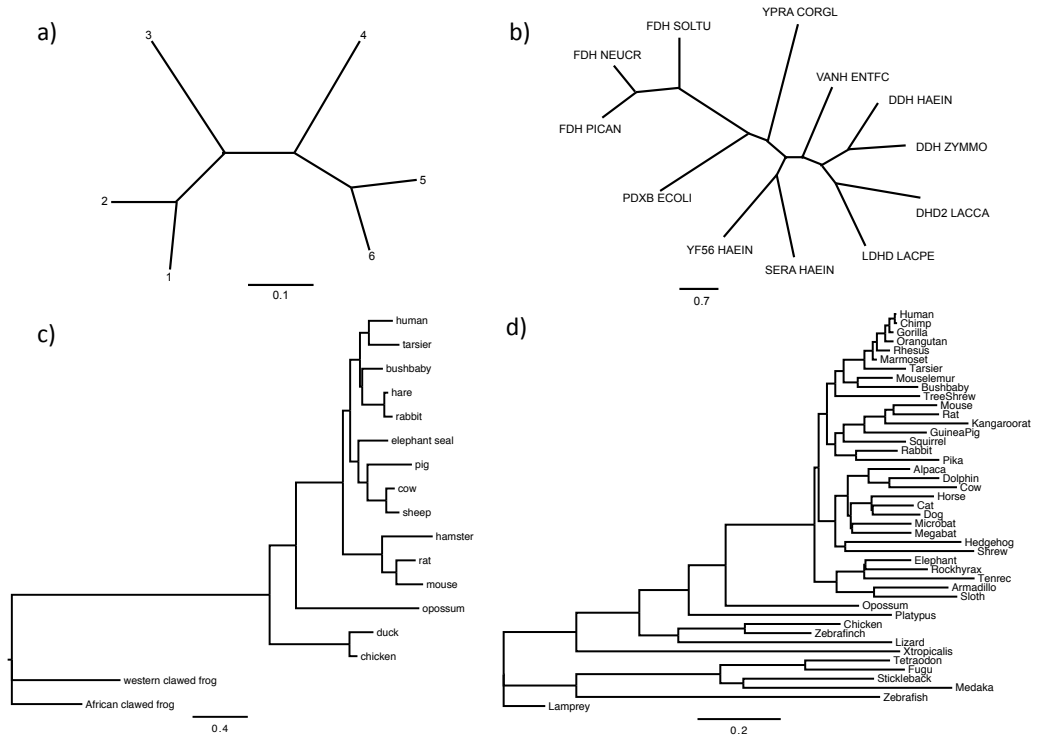 a)
3
4
2
5
6
1
0.1
b)
YPRA CORGL
FDH SOLTU
FDH NEUCR
VANH ENTFC
DDH HAEIN
FDH PICAN
DDH ZYMMO
PDXB ECOLI
DHD2 LACCA
YF56 HAEIN
LDHD LACPE
SERA HAEIN
0.7
c)
human
tarsier
bushbaby
hare
rabbit
elephant seal
pig
cow
sheep
hamster
rat
mouse
opossum
duck
chicken
western clawed frog
African clawed frog
0.4
d)
Human
Chimp
Gorilla
Orangutan
Rhesus
Marmoset
Tarsier
Mouselemur
Bushbaby
TreeShrew
Mouse
Rat
Kangaroorat
GuineaPig
Squirrel
Rabbit
Pika
Alpaca
Dolphin
Cow
Horse
Cat
Dog
Microbat
Megabat
Hedgehog
Shrew
Elephant
Rockhyrax
Tenrec
Armadillo
Sloth
Opossum
Platypus
Chicken
Zebrafinch
Lizard
Xtropicalis
Tetraodon
Fugu
Stickleback
Medaka
Zebrafish
Lamprey
0.2